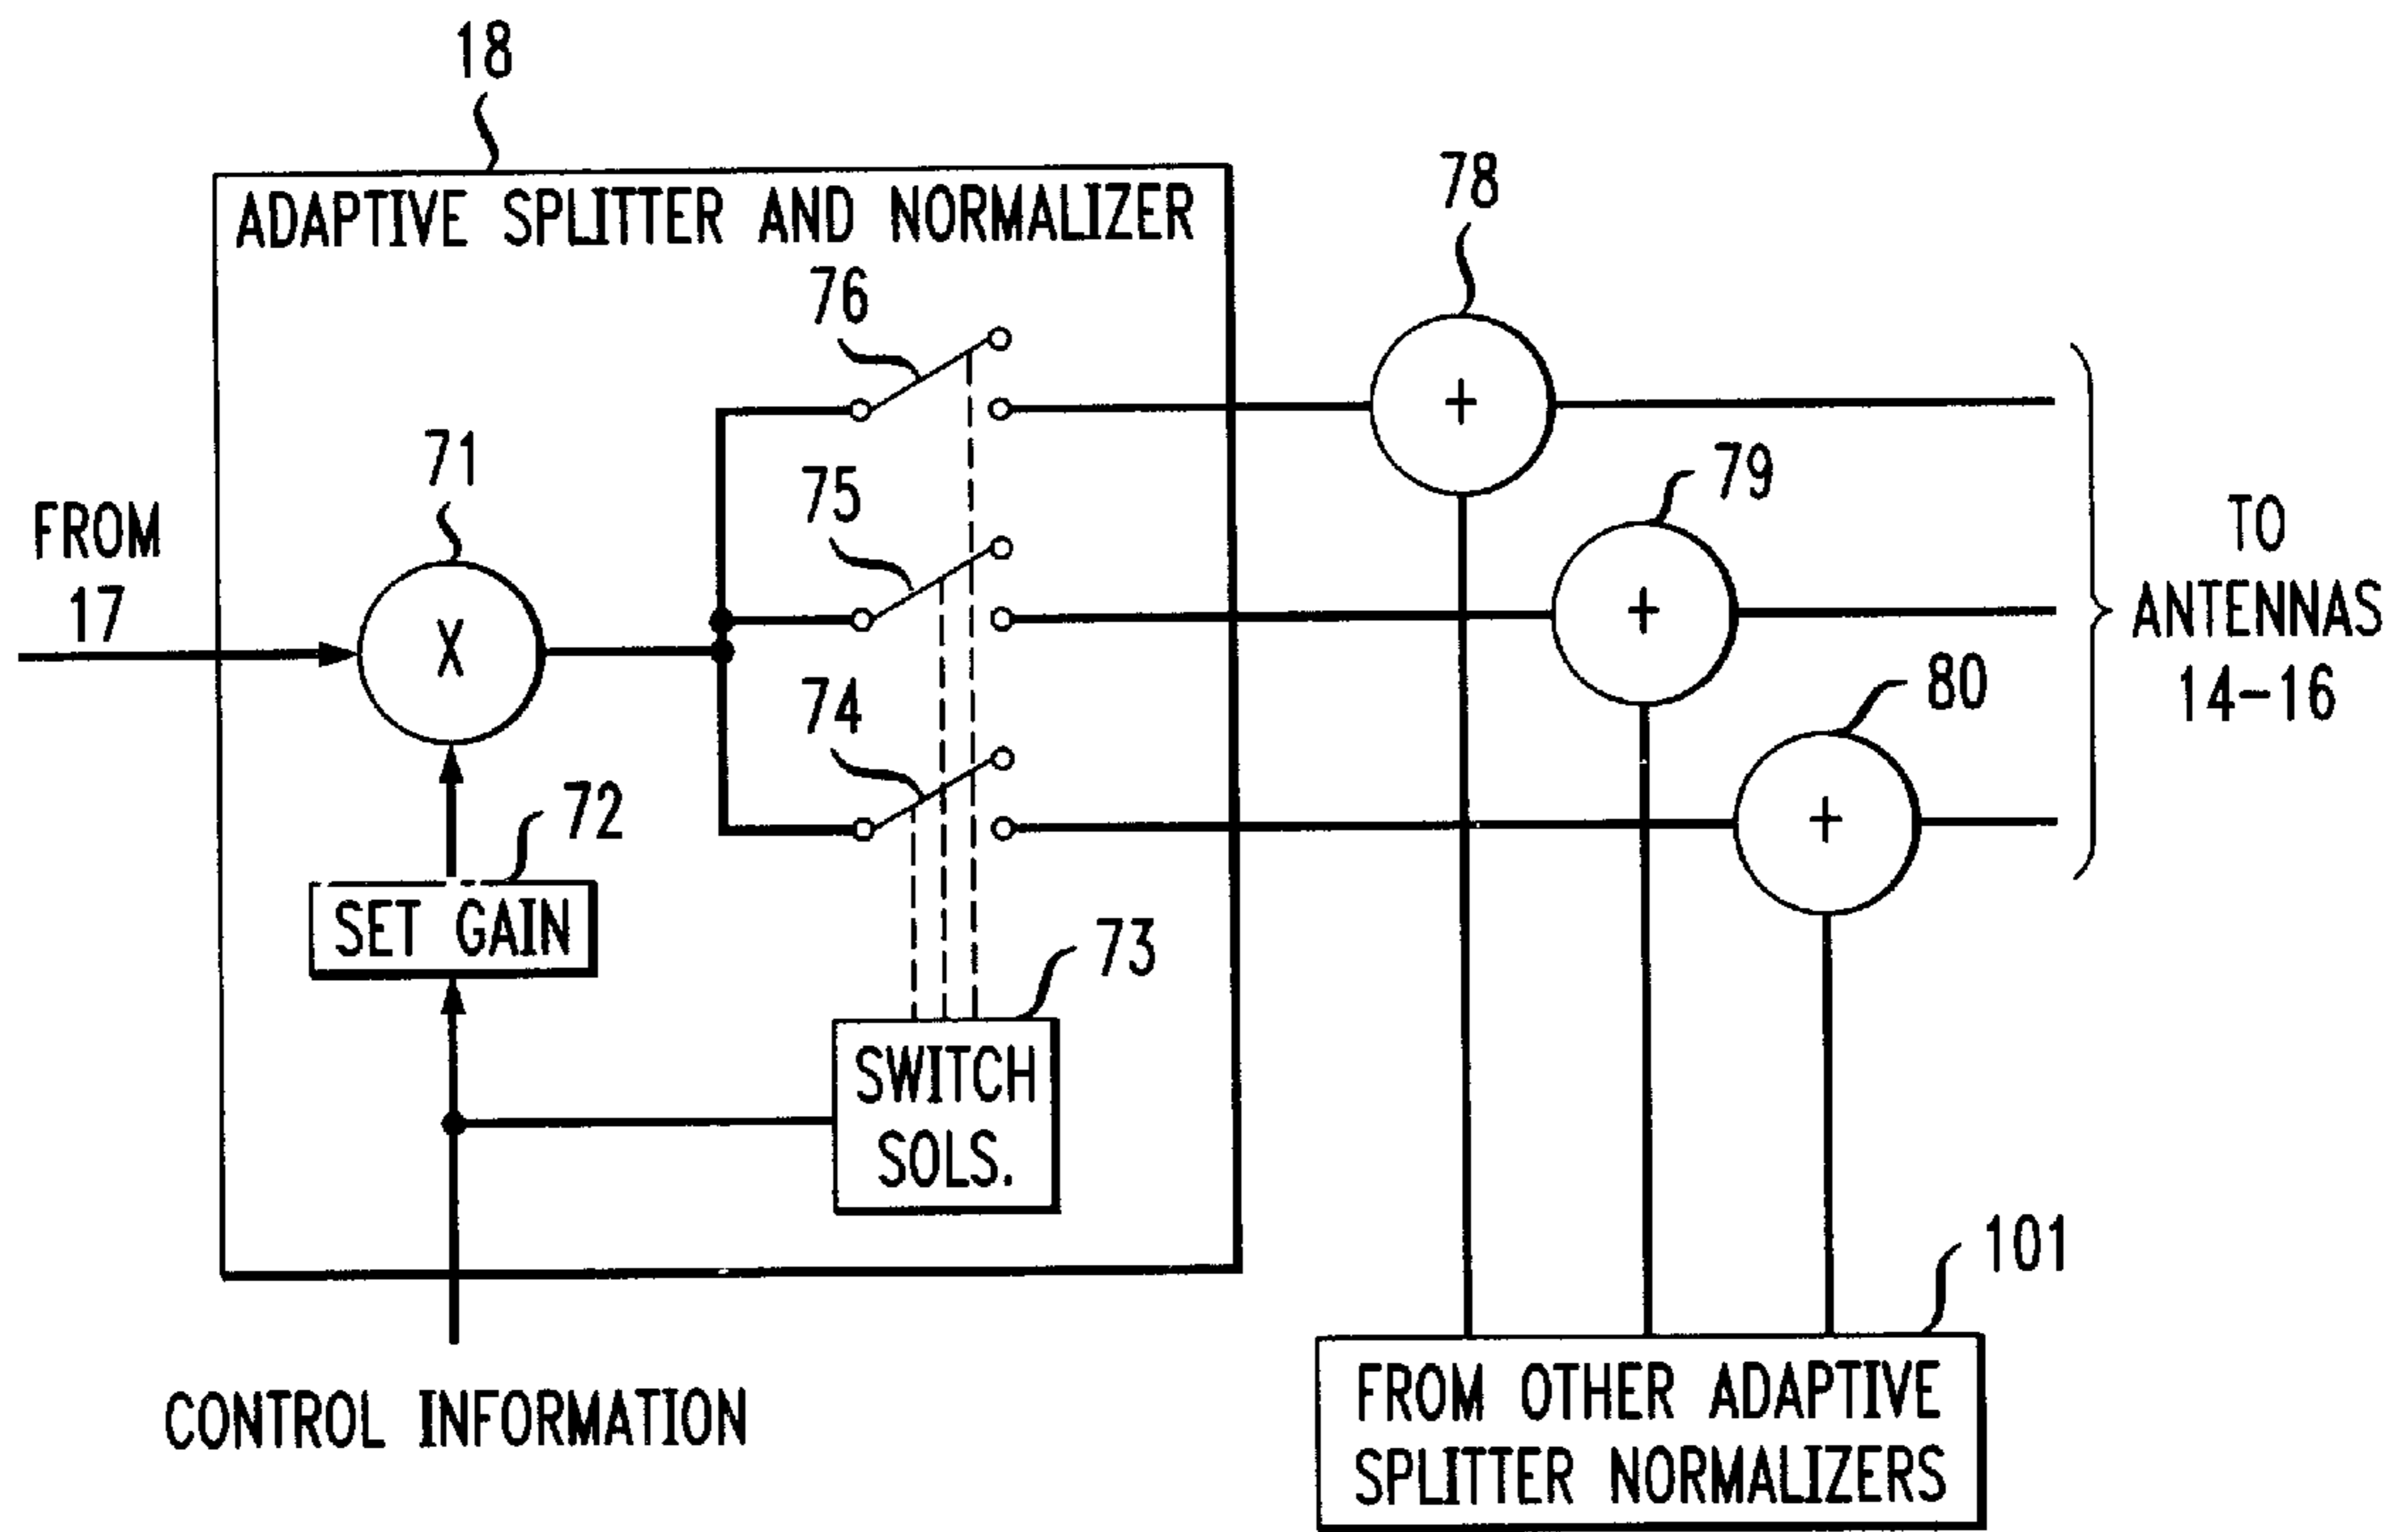 18
ADAPTIVE SPLITTER AND NORMALIZER
76
78
71
75
79
FROM
17
X
+
+
+
TO
ANTENNAS
14-16
74
80
72
SET GAIN
73
SWITCH
SOLS.
101
CONTROL INFORMATION
FROM OTHER ADAPTIVE
SPLITTER NORMALIZERS